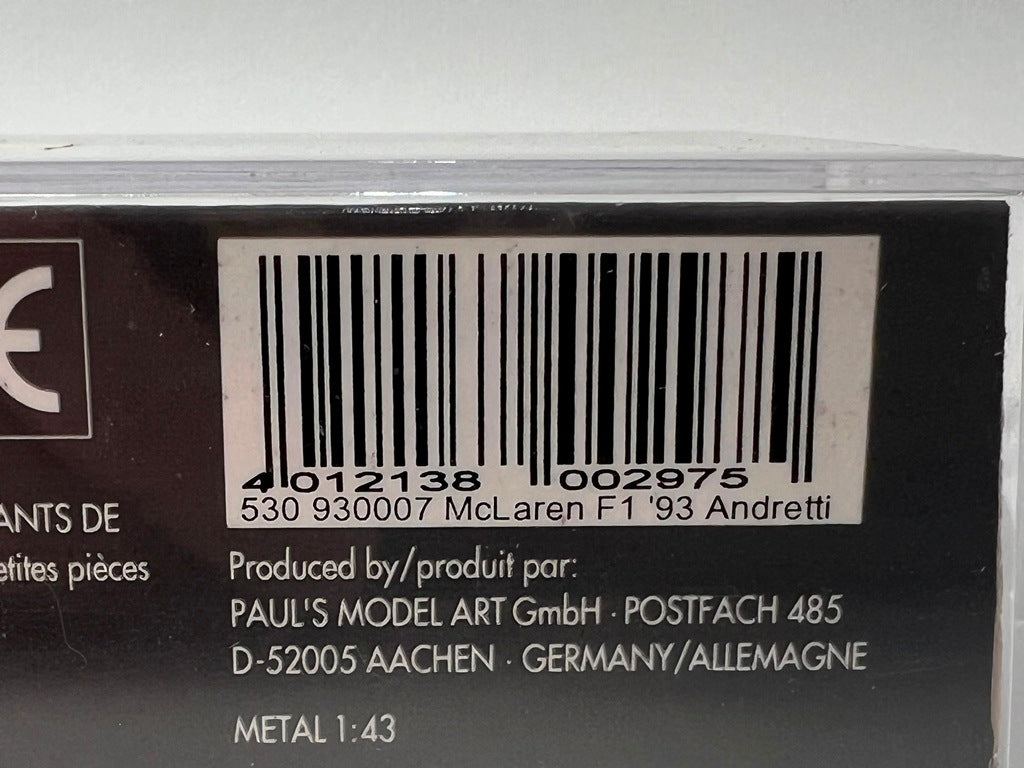 CE
4 012138 002975
530 930007 McLaren F1 '93 Andretti
ANTS DE
etites pièces
Produced by/produit par:
PAUL'S MODEL ART GmbH · POSTFACH 485
D-52005 AACHEN · GERMANY/ALLEMAGNE
METAL 1:43